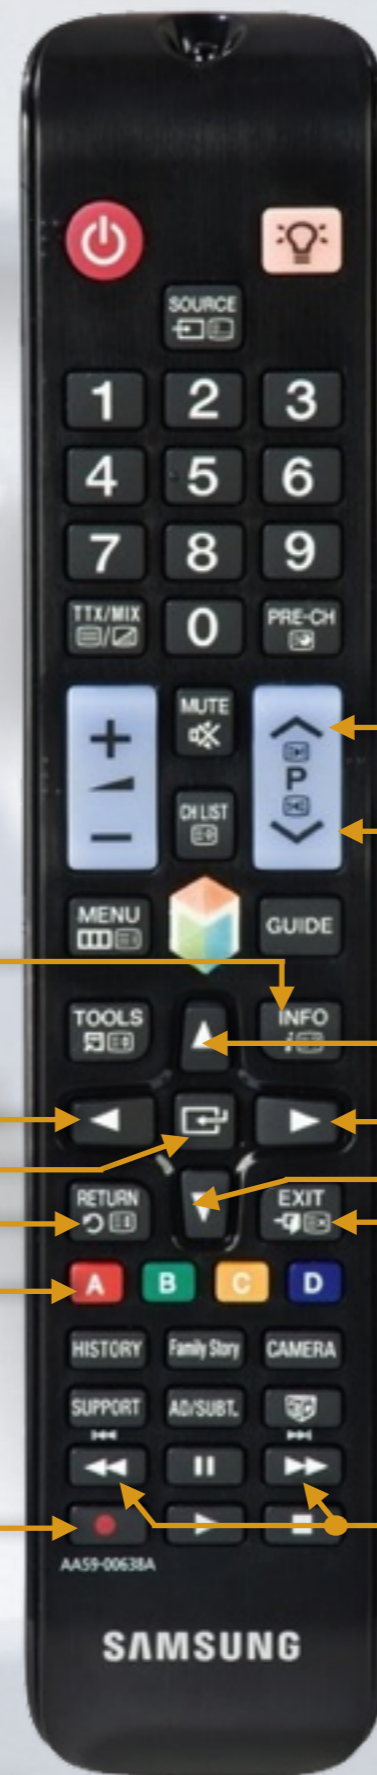 SOURCE
1 2 3
4 5 6
7 8 9
TTX/MIX 0 PRE-CH
MUTE
P
CH LIST
MENU GUIDE
TOOLS INFO
RETURN EXIT
A B C D
HISTORY Family Story CAMERA
SUPPORT AD/SUBT.
AA59-00638A
SAMSUNG